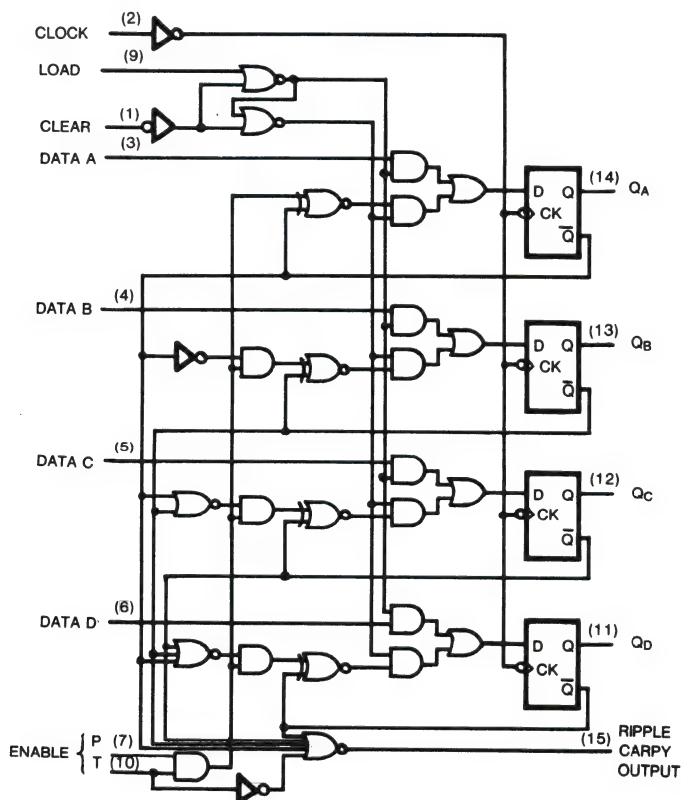 CLOCK (2)
LOAD (9)
CLEAR (1)
DATA A (3)
D Q (14) QA
CK
Q̅
DATA B (4)
D Q (13) QB
CK
Q̅
DATA C (5)
D Q (12) QC
CK
Q̅
DATA D (6)
D Q (11) QD
CK
Q̅
ENABLE { P (7)
T (10)
(15) RIPPLE
CARPY
OUTPUT